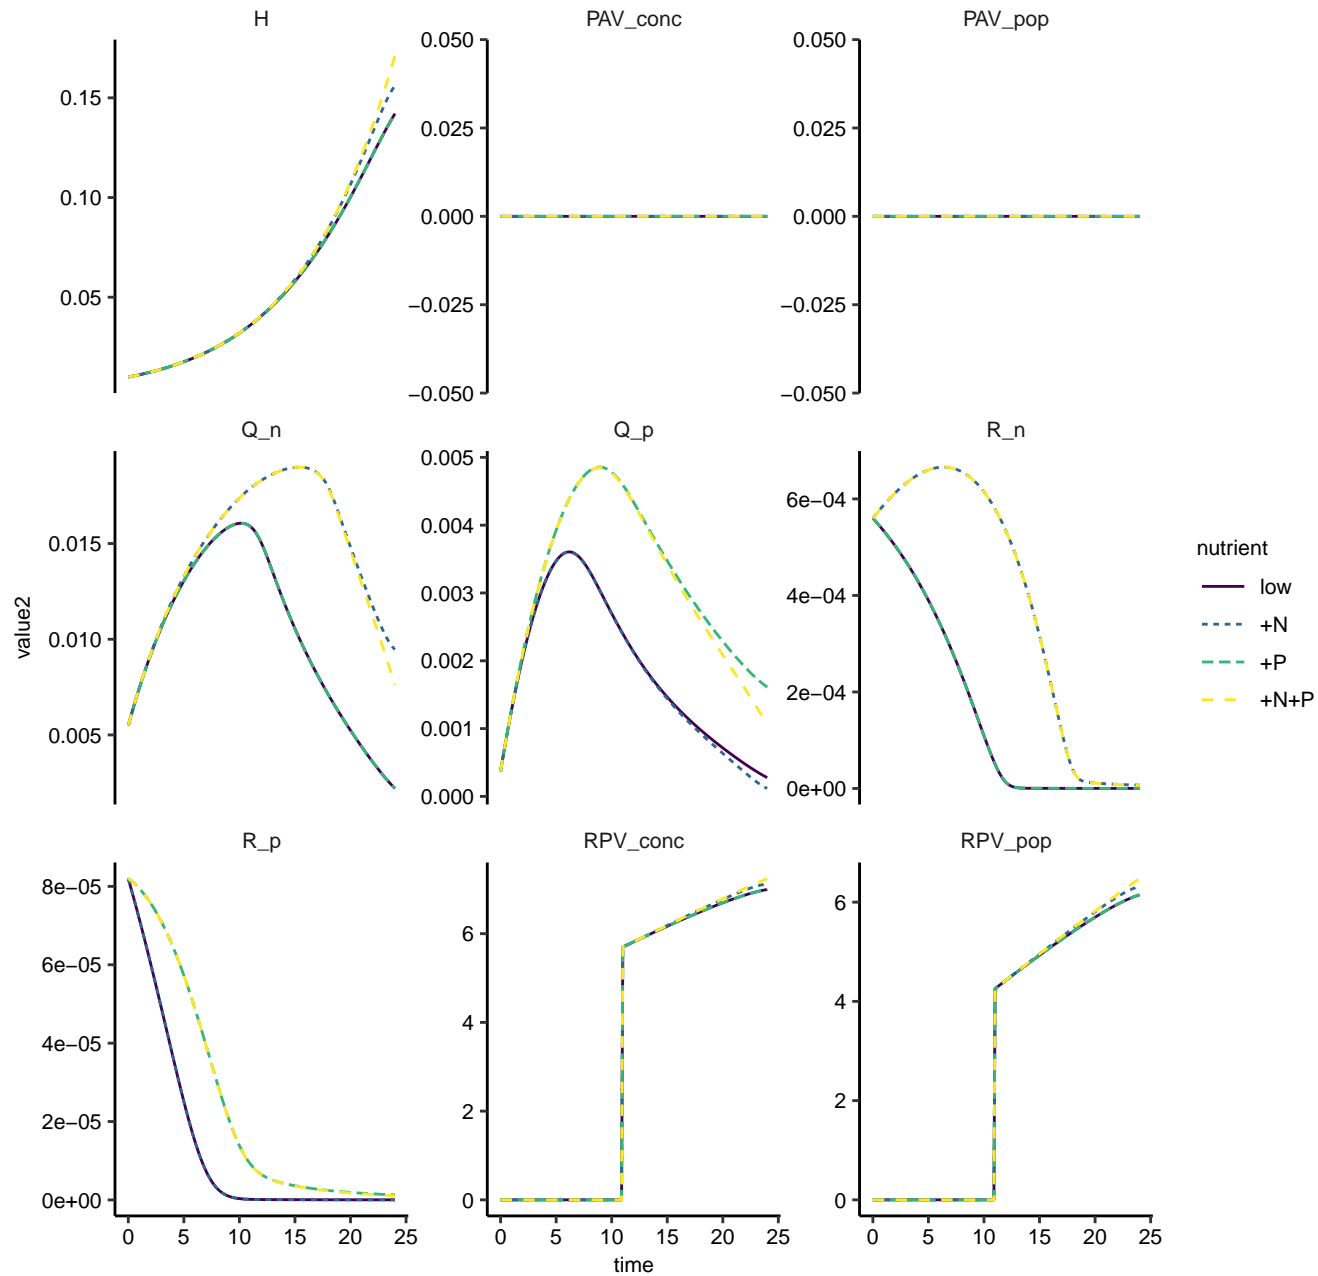 H
PAV_conc
PAV_pop
0.15
0.10
0.05
0.050
0.025
0.000
−0.025
−0.050
0.050
0.025
0.000
−0.025
−0.050
Q_n
Q_p
R_n
0.015
0.010
0.005
0.005
0.004
0.003
0.002
0.001
0.000
6e−04
4e−04
2e−04
0e+00
value2
R_p
RPV_conc
RPV_pop
8e−05
6e−05
4e−05
2e−05
0e+00
6
4
2
0
6
4
2
0
0 5 10 15 20 25
0 5 10 15 20 25
0 5 10 15 20 25
time
nutrient
low
+N
+P
+N+P